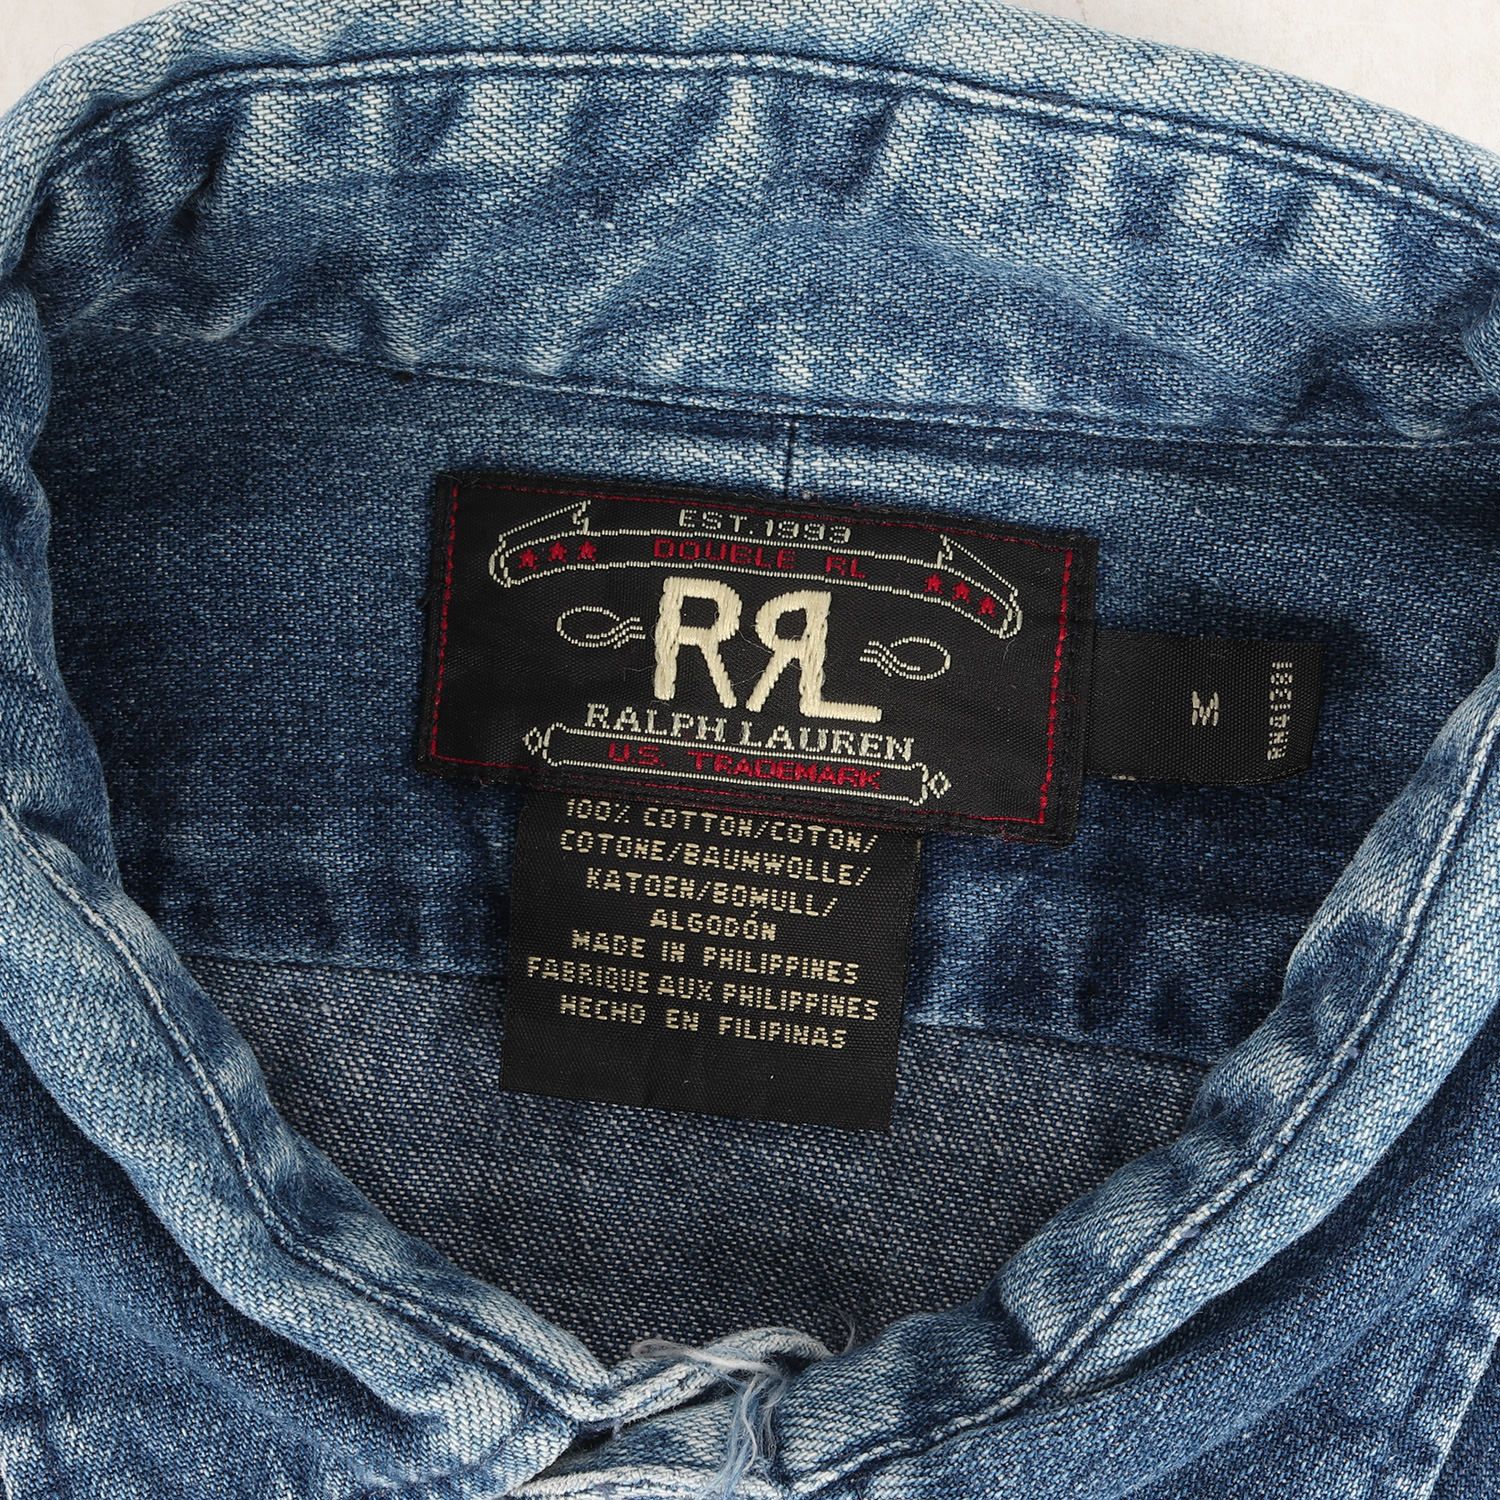 EST. 1993
DOUBLE RL
RRL
RALPH LAUREN
U.S. TRADEMARK
M
100% COTTON/COTON/
COTONE/BAUMWOLLE/
KATOEN/BOMULL/
ALGODÓN
MADE IN PHILIPPINES
FABRIQUE AUX PHILIPPINES
HECHO EN FILIPINAS